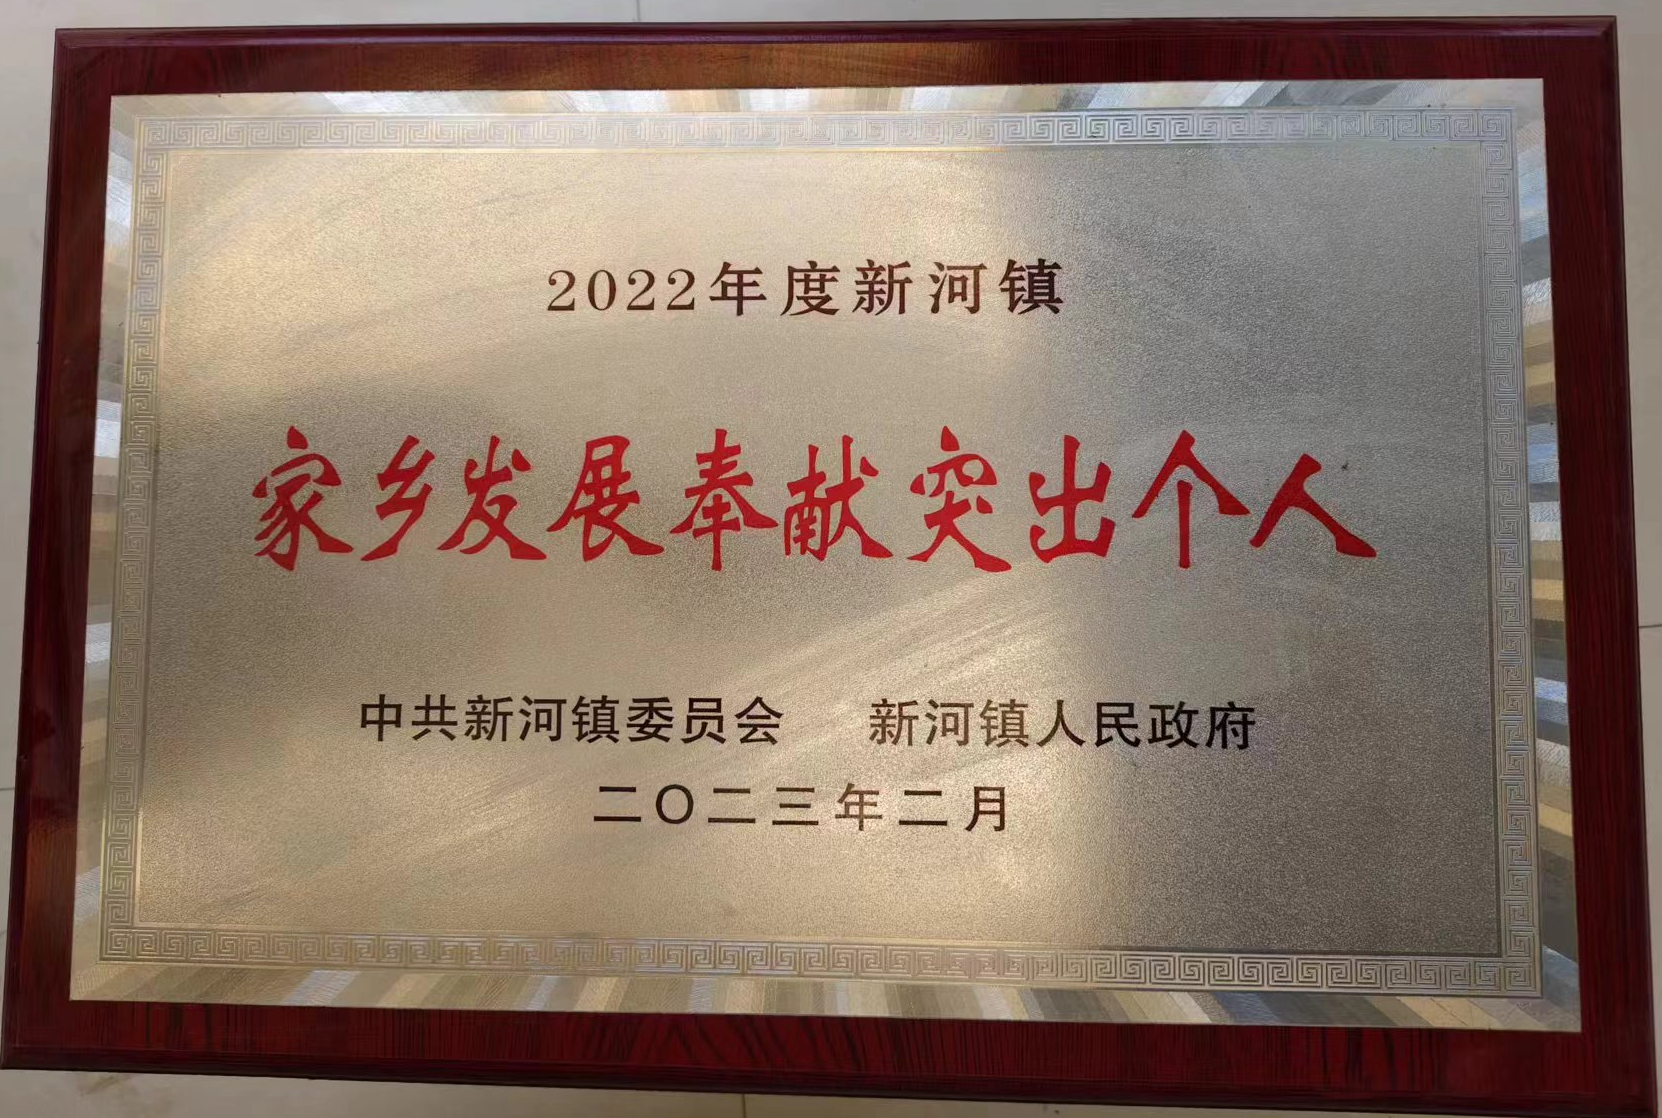 2022年度新河镇
家乡发展奉献突出个人
中共新河镇委员会 新河镇人民政府
二〇二三年二月